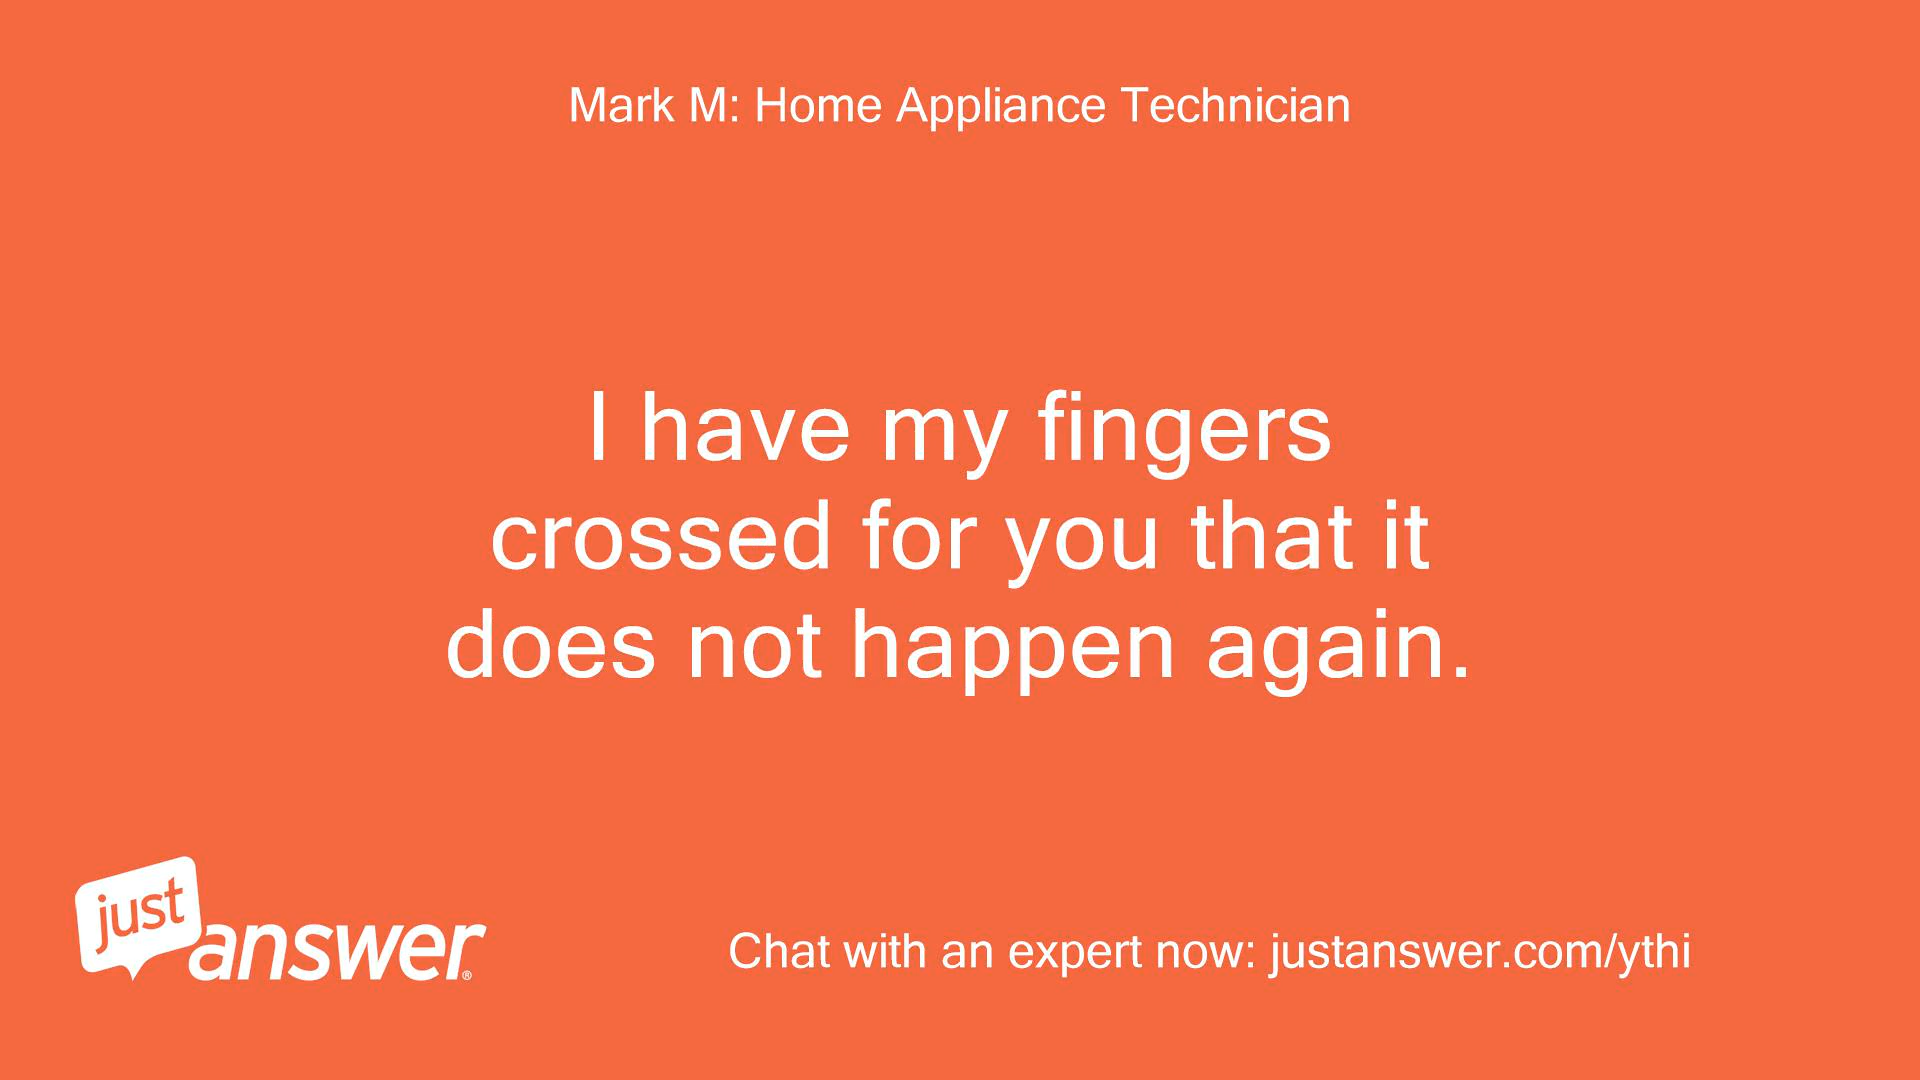 Mark M: Home Appliance Technician
I have my fingers
crossed for you that it
does not happen again.
just
answer®
Chat with an expert now: justanswer.com/ythi